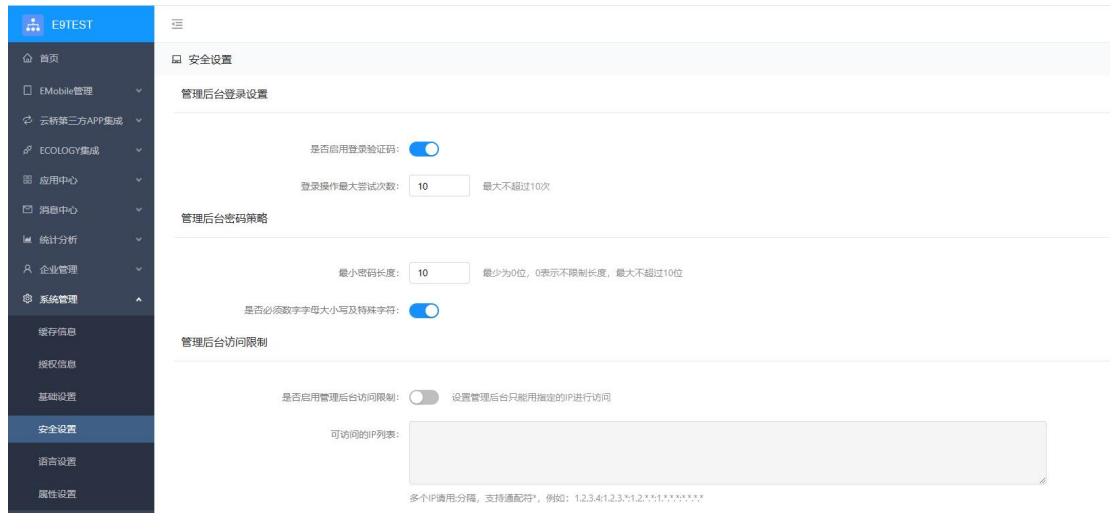 E9TEST
首页
EMobile管理
云桥第三方APP集成
ECOLOGY集成
应用中心
消息中心
统计分析
企业管理
系统管理
缓存信息
授权信息
基础设置
安全设置
语言设置
属性设置
安全设置
管理后台登录设置
是否启用登录验证码：
登录操作最大尝试次数： 10 最大不超过10次
管理后台密码策略
最小密码长度： 10 最少为0位，0表示不限制长度，最大不超过10位
是否必须数字字母大小写及特殊字符：
管理后台访问限制
是否启用管理后台访问限制： 设置管理后台只能用指定的IP进行访问
可访问的IP列表：
多个IP请用;分隔，支持通配符*，例如：1.2.3.4;1.2.3.*;1.2.*.*;1.*.*.*;*.*.*.*